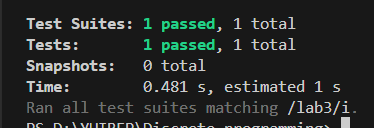 Test Suites: 1 passed, 1 total
Tests: 1 passed, 1 total
Snapshots: 0 total
Time: 0.481 s, estimated 1 s
Ran all test suites matching /lab3/i.